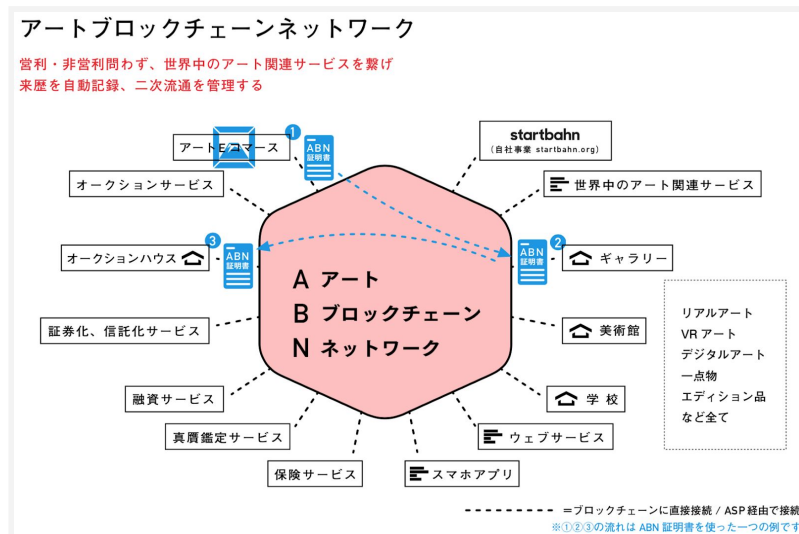 アートブロックチェーンネットワーク
営利・非営利問わず、世界中のアート関連サービスを繋げ
来歴を自動記録、二次流通を管理する
アートEコマース
1
ABN
証明書
startbahn
(自社事業 startbahn.org)
オークションサービス
世界中のアート関連サービス
オークションハウス
3
ABN
証明書
2
ABN
証明書
ギャラリー
A アート
B ブロックチェーン
N ネットワーク
証券化、信託化サービス
美術館
融資サービス
学校
真贋鑑定サービス
ウェブサービス
保険サービス
スマホアプリ
リアルアート
VR アート
デジタルアート
一点物
エディション品
など全て
=ブロックチェーンに直接接続 / ASP 経由で接続
※①②③の流れは ABN 証明書を使った一つの例です